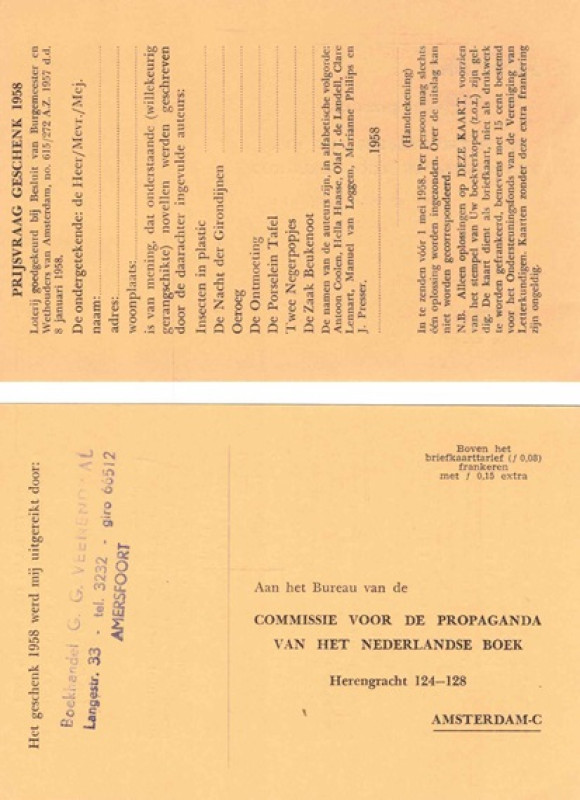 PRIJSVRAAG GESCHENK 1958
Loterij goedgekeurd bij Besluit van Burgemeester en
Wethouders van Amsterdam, no. 615/272 A.Z. 1957 d.d.
8 januari 1958.
De ondergetekende: de Heer/Mevr./Mej.
naam:
adres:
woonplaats:
is van mening, dat onderstaande (willekeurig
gerangschikte) novellen werden geschreven
door de daarachter ingevulde auteurs:
Insecten in plastic
De Nacht der Girondijnen
Oeroeg
De Ontmoeting
De Porselein Tafel
Twee Negerpopjes
De Zaak Beukenoot
De namen van de auteurs zijn, in alfabetische volgorde:
Antoon Coolen, Hella Haasse, Olaf J. de Landell, Clare
Lennart, Manuel van Loggem, Marianne Philips en
J. Presser.
1958
(Handtekening)
In te zenden vóór 1 mei 1958. Per persoon mag slechts
één oplossing worden ingezonden. Over de uitslag kan
niet worden gecorrespondeerd.
N.B. Alleen oplossingen op DEZE KAART, voorzien
van het stempel van Uw boekverkoper (z.o.z.) zijn gel-
dig. De kaart dient als briefkaart, niet als drukwerk
te worden gefrankeerd, benevens met 15 cent bestemd
voor het Ondersteuningsfonds van de Vereniging van
Letterkundigen. Kaarten zonder deze extra frankering
zijn ongeldig.
Het geschenk 1958 werd mij uitgereikt door:
Boekhandel G. G. VEERENDAAL
Langestr. 33 - tel. 3232 - giro 66512
AMERSFOORT
Boven het
briefkaarttarief (ƒ 0,08)
frankeren
met ƒ 0,15 extra
Aan het Bureau van de
COMMISSIE VOOR DE PROPAGANDA
VAN HET NEDERLANDSE BOEK
Herengracht 124—128
AMSTERDAM-C